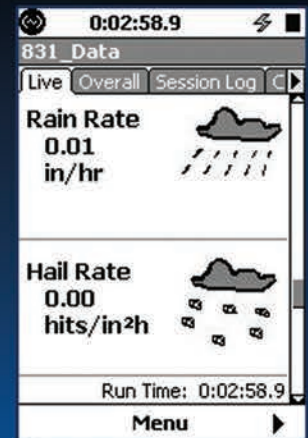 0:02:58.9
831_Data
Live Overall Session Log C
Rain Rate
0.01
in/hr
Hail Rate
0.00
hits/in²h
Run Time: 0:02:58.9
Menu